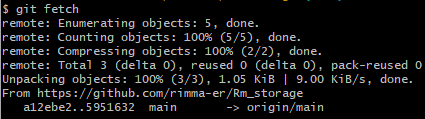 $ git fetch
remote: Enumerating objects: 5, done.
remote: Counting objects: 100% (5/5), done.
remote: Compressing objects: 100% (2/2), done.
remote: Total 3 (delta 0), reused 0 (delta 0), pack-reused 0
Unpacking objects: 100% (3/3), 1.05 KiB | 9.00 KiB/s, done.
From https://github.com/rimma-er/Rm_storage
   a12ebe2..5951632  main       -> origin/main